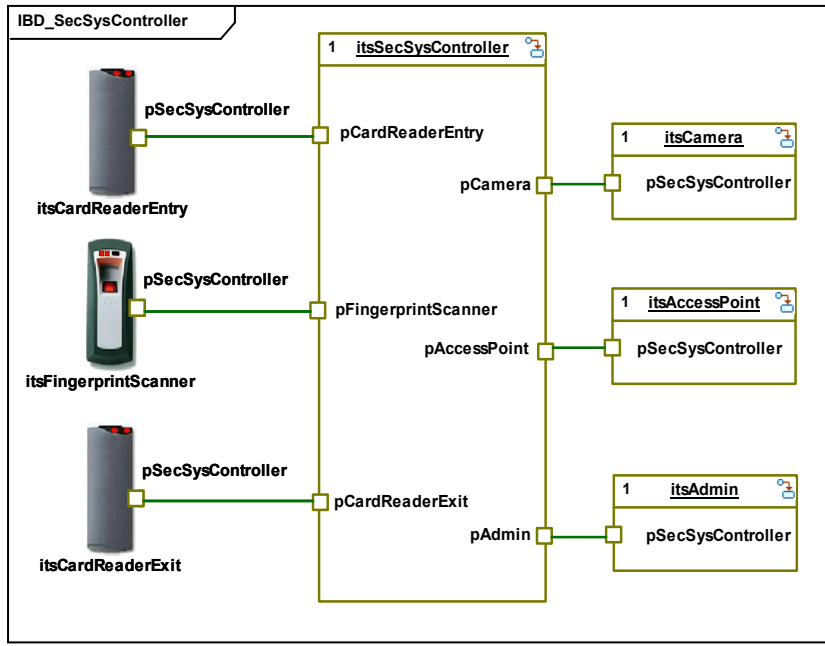 IBD_SecSysController
1 itsSecSysController
pSecSysController
pCardReaderEntry
itsCardReaderEntry
pCamera
1 itsCamera
pSecSysController
pSecSysController
pFingerprintScanner
itsFingerprintScanner
pAccessPoint
1 itsAccessPoint
pSecSysController
pSecSysController
pCardReaderExit
itsCardReaderExit
pAdmin
1 itsAdmin
pSecSysController